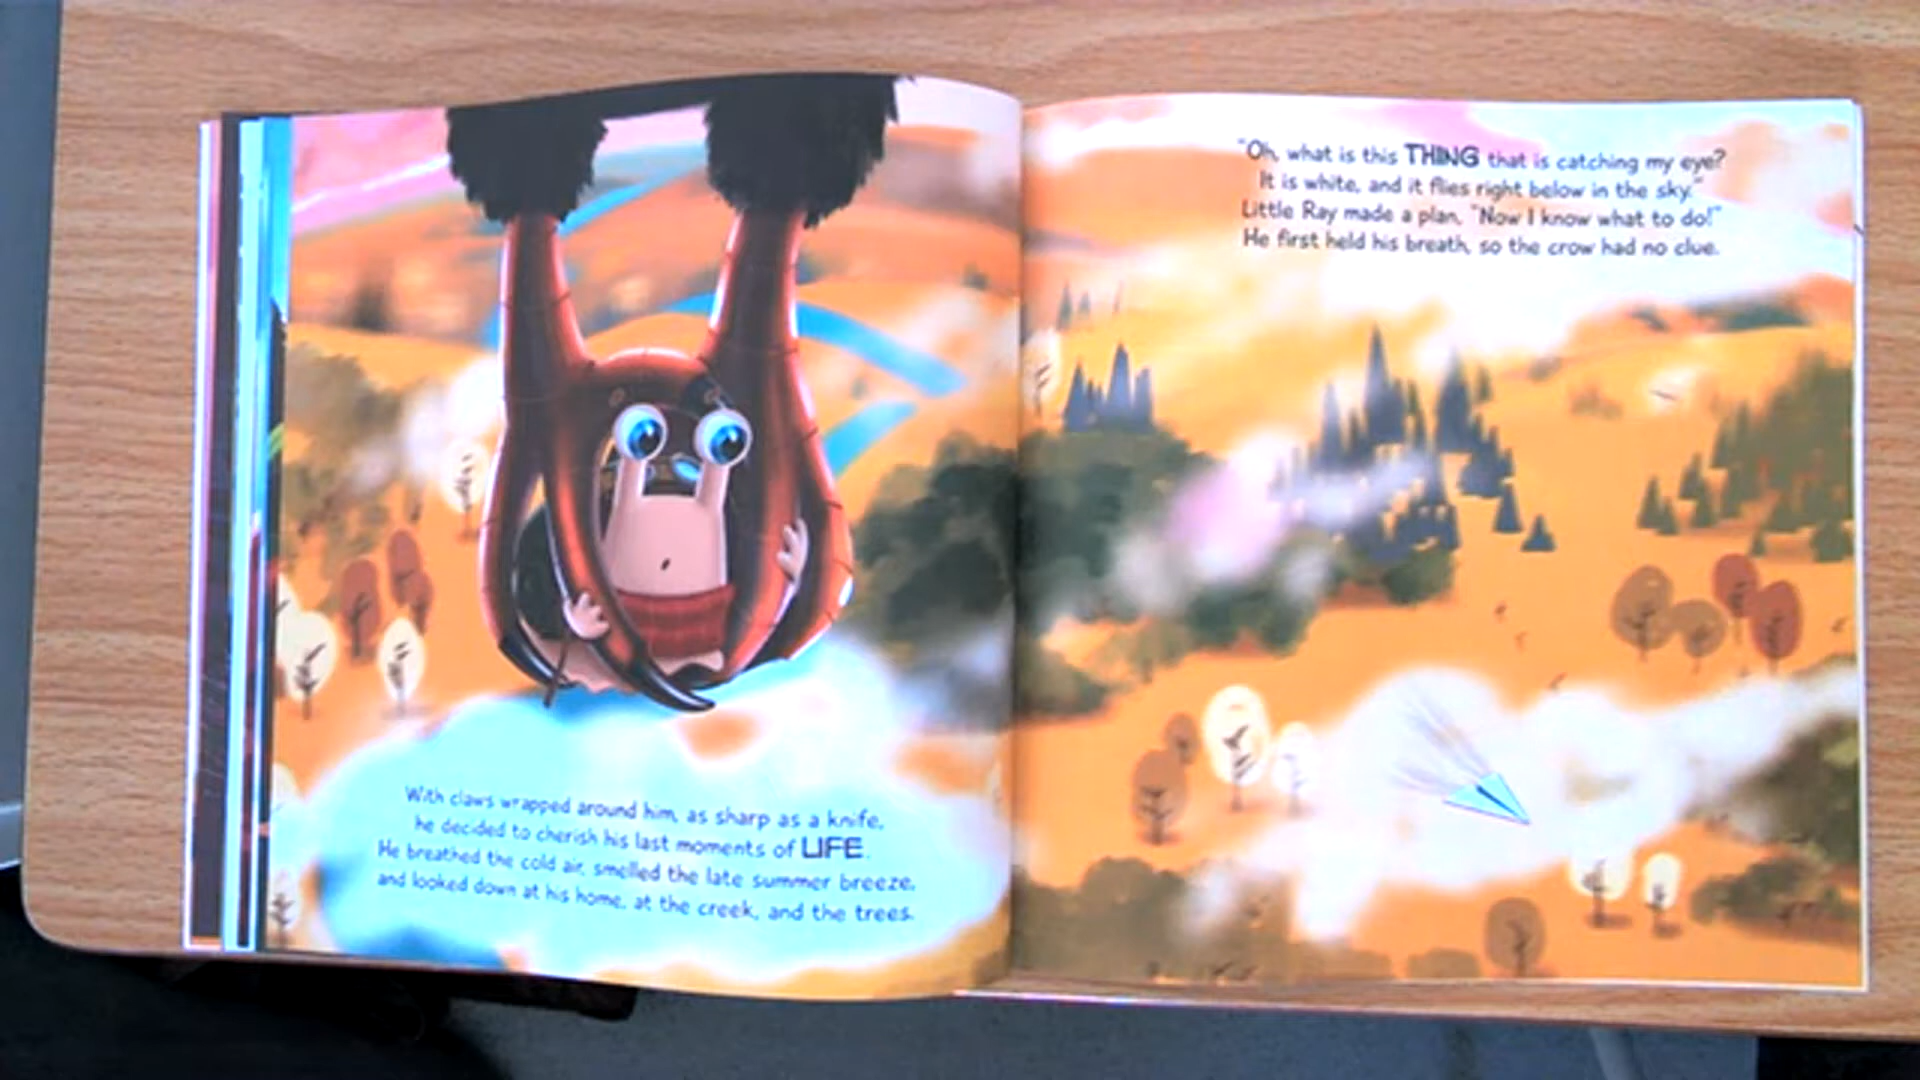 With claws wrapped around him, as sharp as a knife,
he decided to cherish his last moments of LIFE.
He breathed the cold air, smelled the late summer breeze,
and looked down at his home, at the creek, and the trees.
"Oh, what is this THING that is catching my eye?
It is white, and it flies right below in the sky."
Little Ray made a plan, "Now I know what to do!"
He first held his breath, so the crow had no clue.